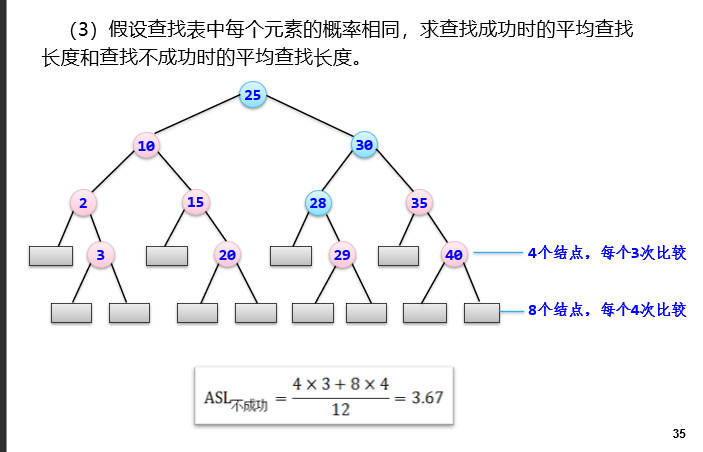 (3)假设查找表中每个元素的概率相同，求查找成功时的平均查找
长度和查找不成功时的平均查找长度。
25
10 30
2 15 28 35
3 20 29 40 4个结点，每个3次比较
8个结点，每个4次比较
ASL不成功 = (4 × 3 + 8 × 4) / 12 = 3.67
35